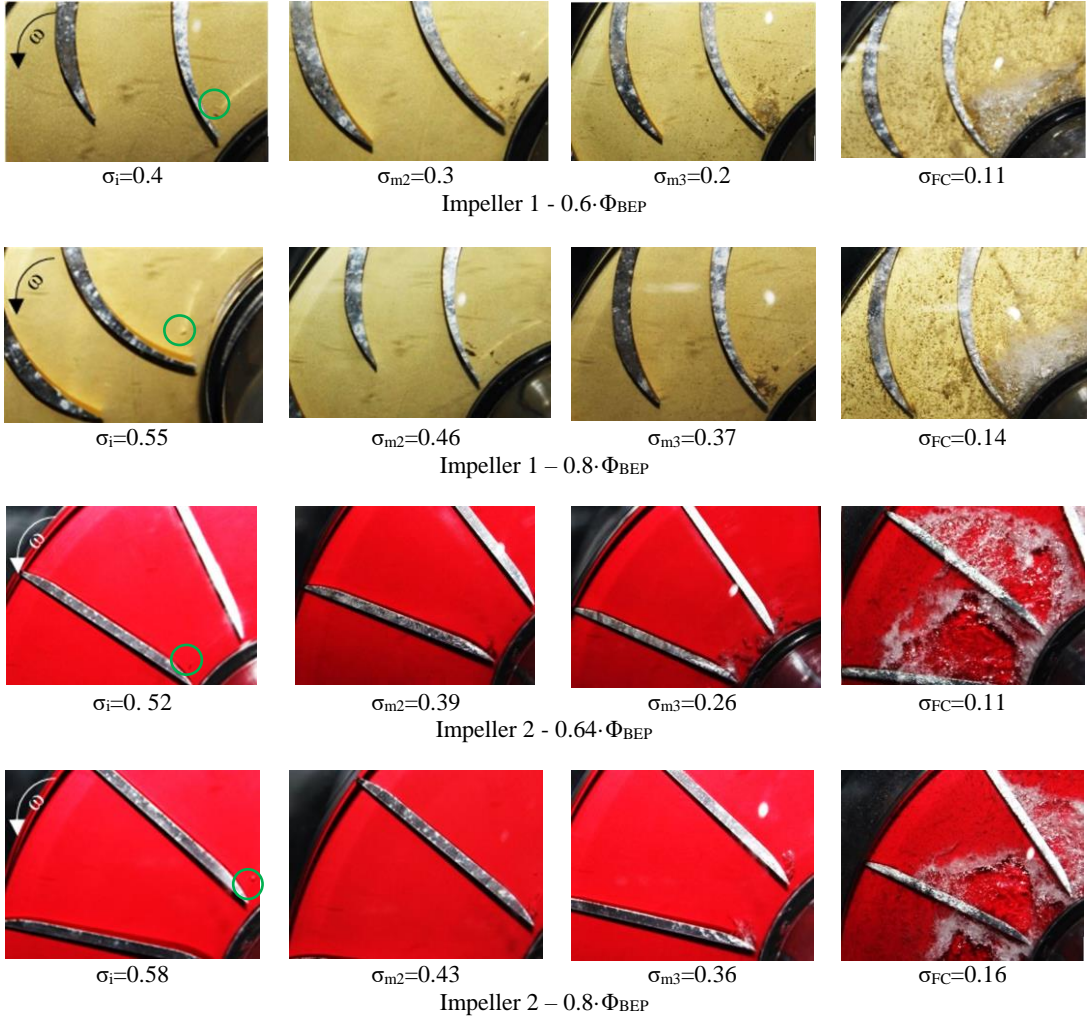 ω
σi=0.4 σm2=0.3 σm3=0.2 σFC=0.11
Impeller 1 - 0.6·ΦBEP
ω
σi=0.55 σm2=0.46 σm3=0.37 σFC=0.14
Impeller 1 – 0.8·ΦBEP
ω
σi=0. 52 σm2=0.39 σm3=0.26 σFC=0.11
Impeller 2 - 0.64·ΦBEP
ω
σi=0.58 σm2=0.43 σm3=0.36 σFC=0.16
Impeller 2 – 0.8·ΦBEP